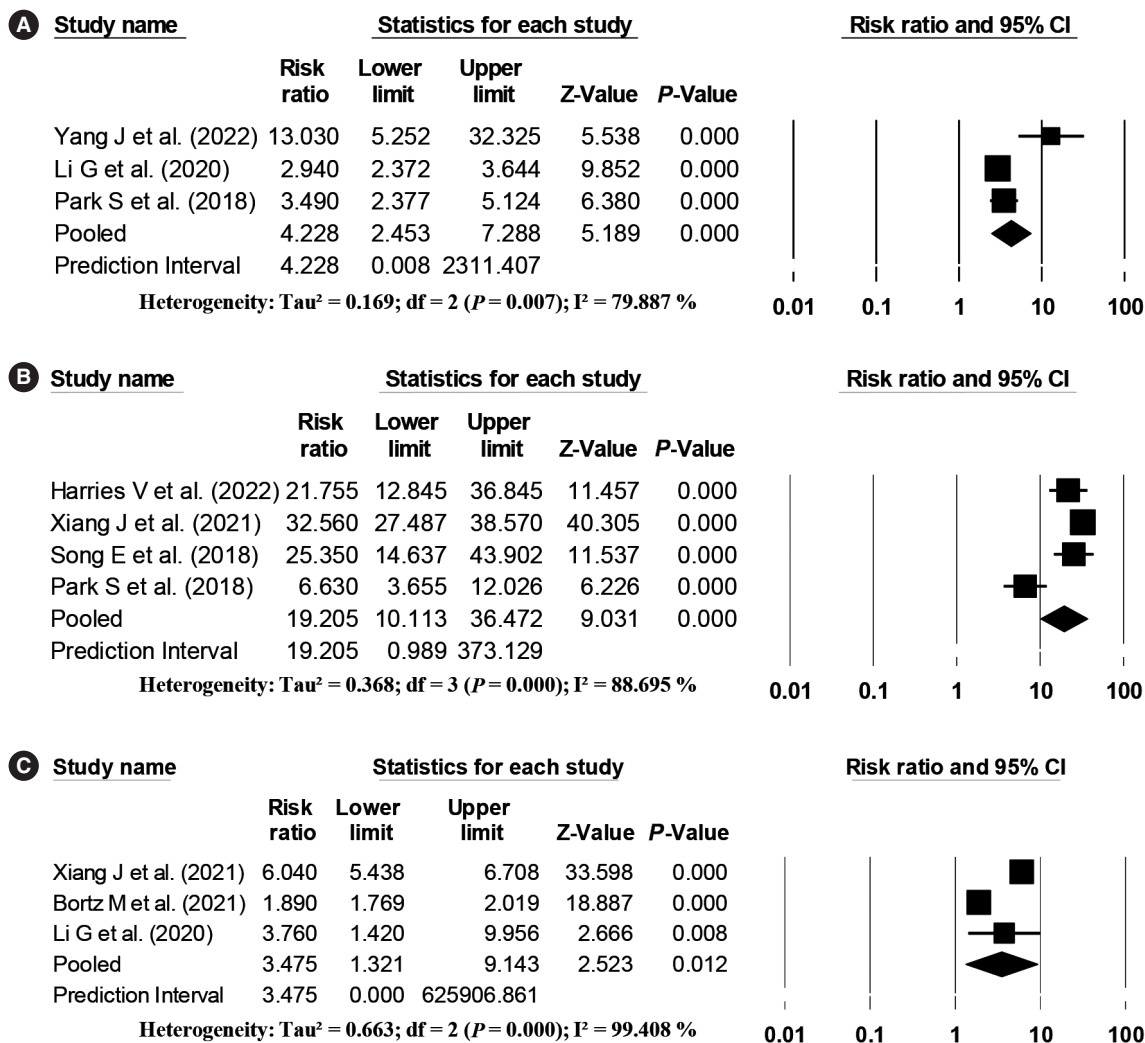 A Study name Statistics for each study Risk ratio and 95% CI
Risk ratio Lower limit Upper limit Z-Value P-Value
Yang J et al. (2022) 13.030 5.252 32.325 5.538 0.000
Li G et al. (2020) 2.940 2.372 3.644 9.852 0.000
Park S et al. (2018) 3.490 2.377 5.124 6.380 0.000
Pooled 4.228 2.453 7.288 5.189 0.000
Prediction Interval 4.228 0.008 2311.407
Heterogeneity: Tau² = 0.169; df = 2 (P = 0.007); I² = 79.887 %
0.01 0.1 1 10 100
B Study name Statistics for each study Risk ratio and 95% CI
Risk ratio Lower limit Upper limit Z-Value P-Value
Harries V et al. (2022) 21.755 12.845 36.845 11.457 0.000
Xiang J et al. (2021) 32.560 27.487 38.570 40.305 0.000
Song E et al. (2018) 25.350 14.637 43.902 11.537 0.000
Park S et al. (2018) 6.630 3.655 12.026 6.226 0.000
Pooled 19.205 10.113 36.472 9.031 0.000
Prediction Interval 19.205 0.989 373.129
Heterogeneity: Tau² = 0.368; df = 3 (P = 0.000); I² = 88.695 %
0.01 0.1 1 10 100
C Study name Statistics for each study Risk ratio and 95% CI
Risk ratio Lower limit Upper limit Z-Value P-Value
Xiang J et al. (2021) 6.040 5.438 6.708 33.598 0.000
Bortz M et al. (2021) 1.890 1.769 2.019 18.887 0.000
Li G et al. (2020) 3.760 1.420 9.956 2.666 0.008
Pooled 3.475 1.321 9.143 2.523 0.012
Prediction Interval 3.475 0.000 625906.861
Heterogeneity: Tau² = 0.663; df = 2 (P = 0.000); I² = 99.408 %
0.01 0.1 1 10 100